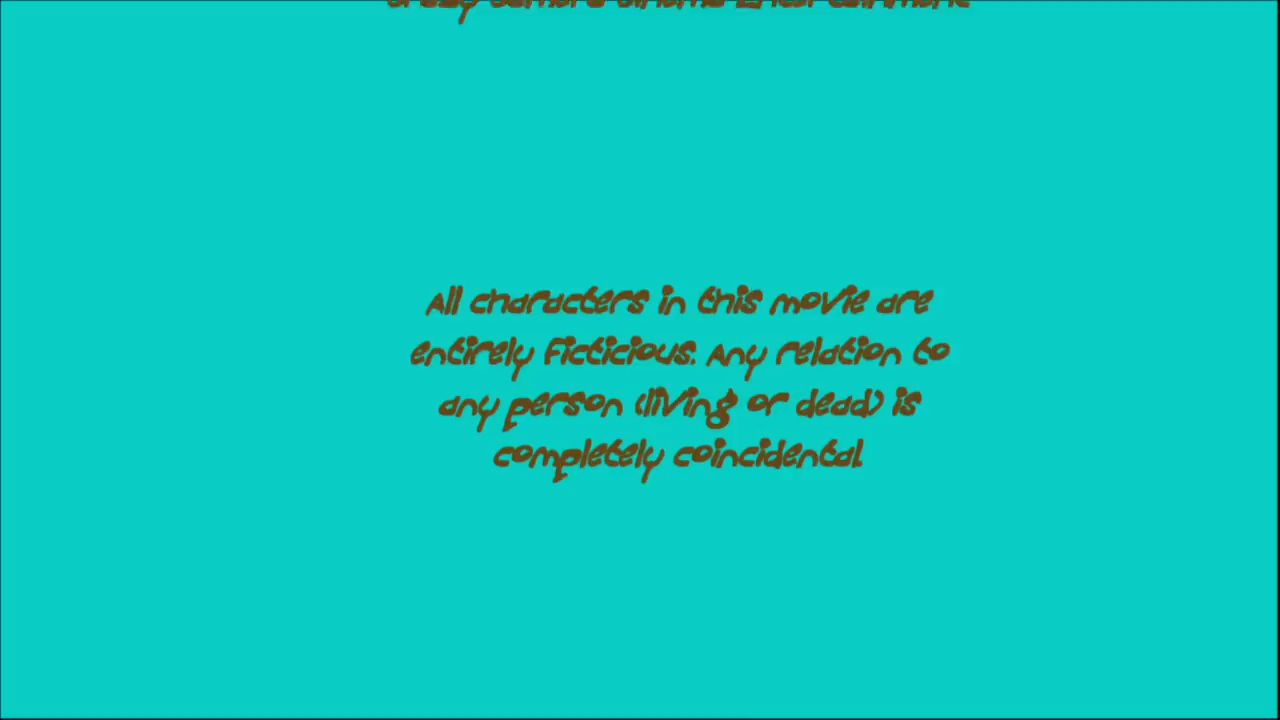 All characters in this movie are
entirely ficticious. Any relation to
any person (living or dead) is
completely coincidental.